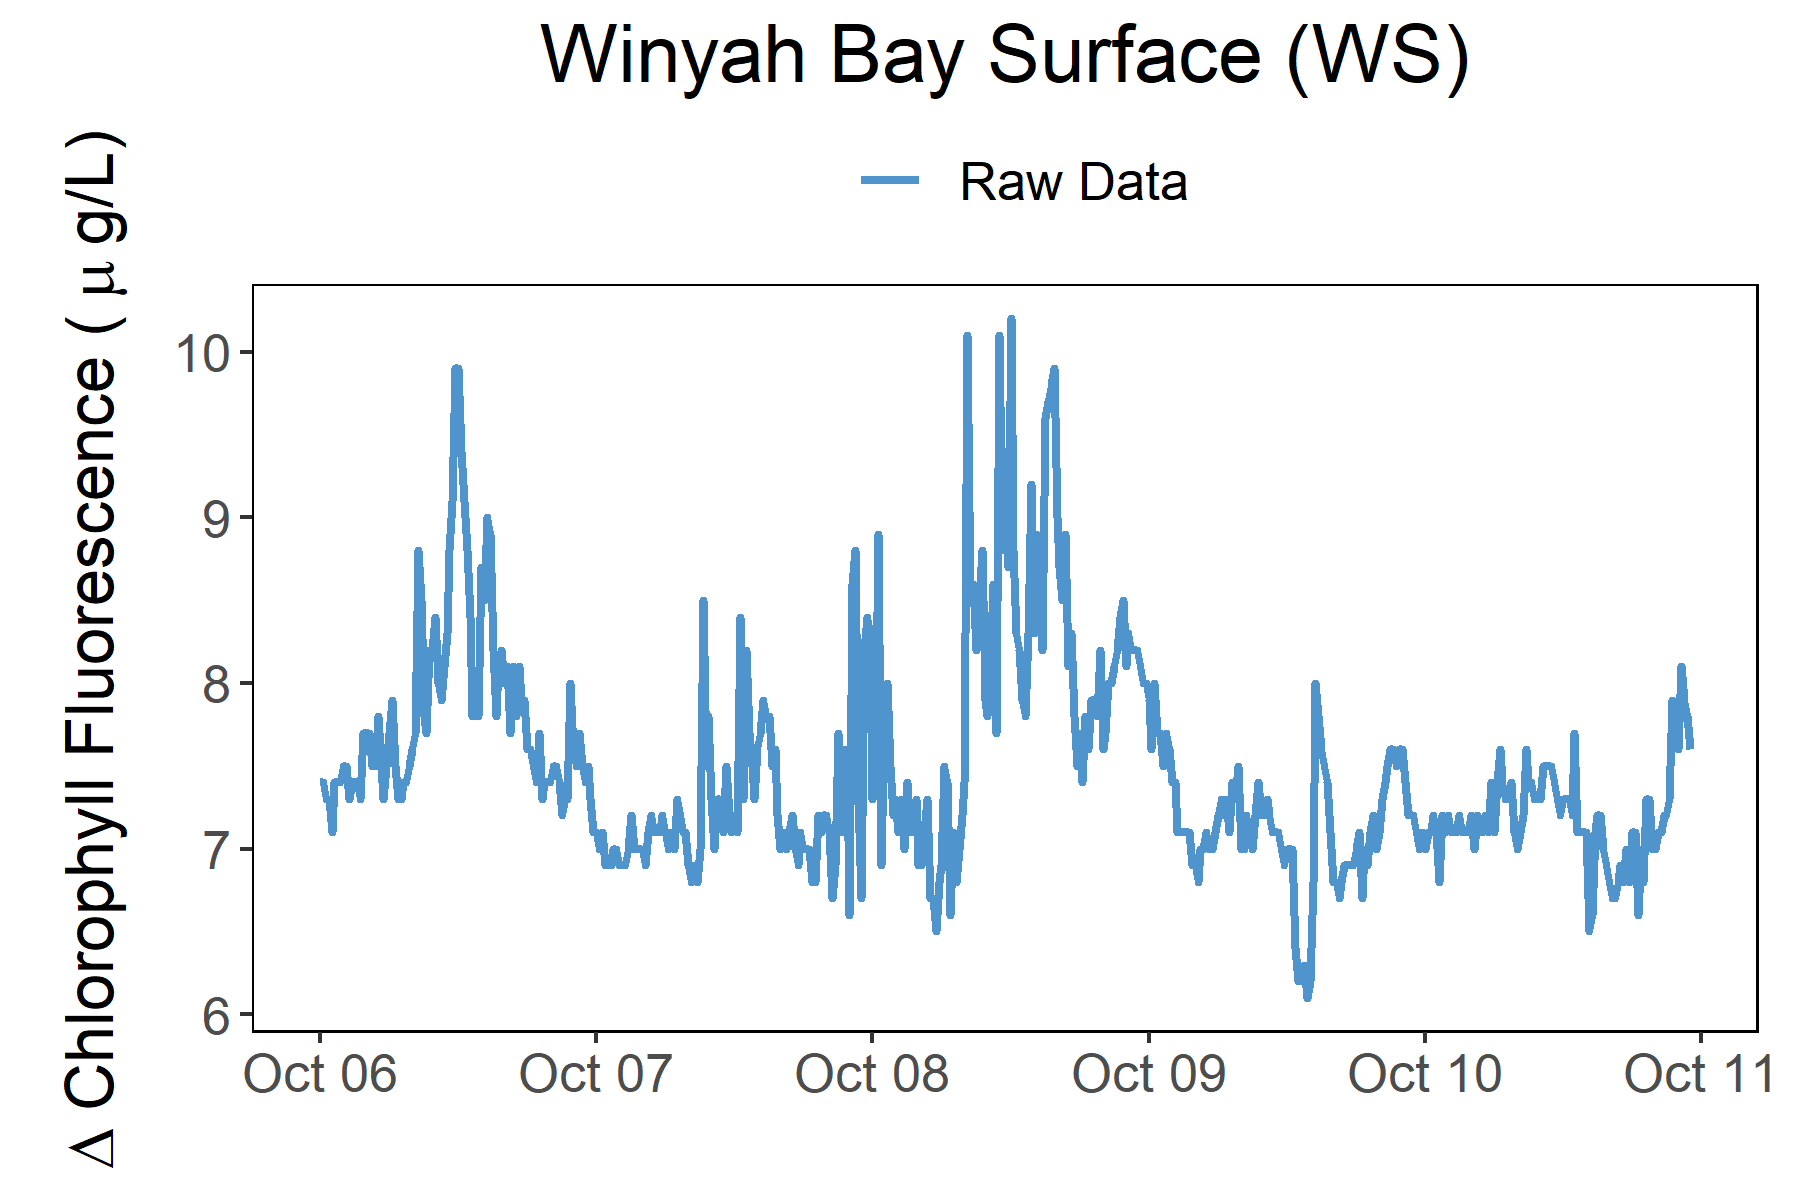 Winyah Bay Surface (WS)
Raw Data
Δ Chlorophyll Fluorescence ( μ g/L)
10
9
8
7
6
Oct 06 Oct 07 Oct 08 Oct 09 Oct 10 Oct 11